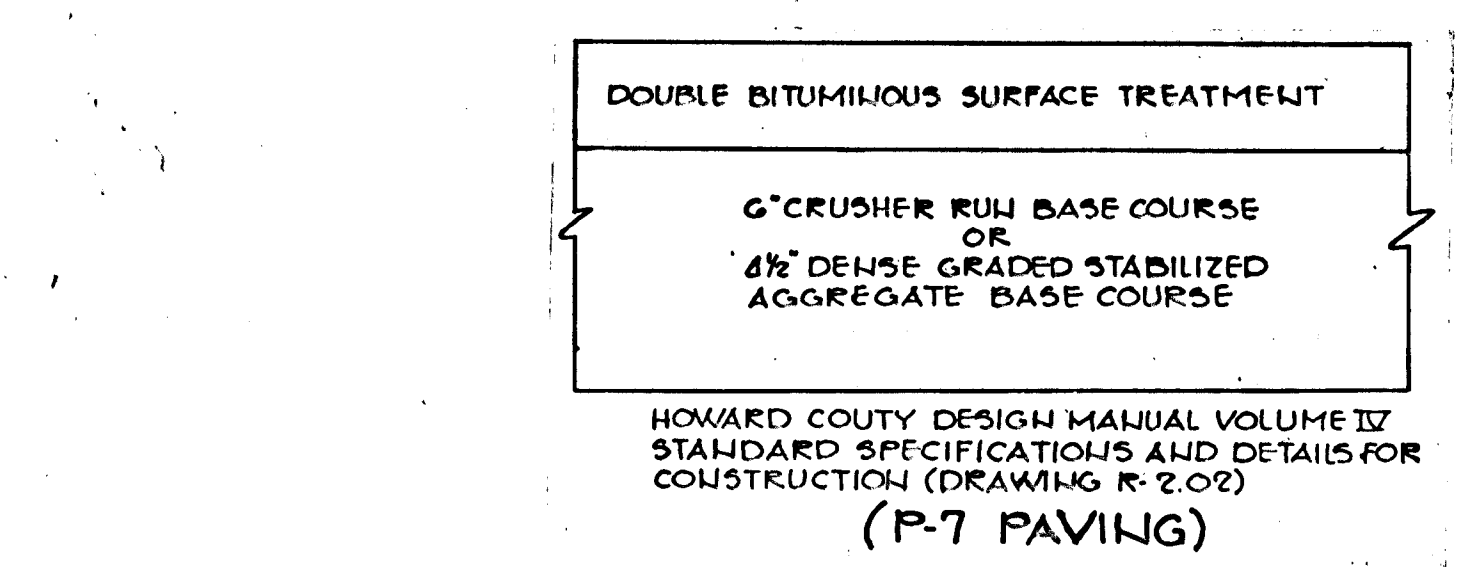 DOUBLE BITUMINOUS SURFACE TREATMENT
6" CRUSHER RUN BASE COURSE
OR
4½" DENSE GRADED STABILIZED
AGGREGATE BASE COURSE
HOWARD COUTY DESIGN MANUAL VOLUME IV
STANDARD SPECIFICATIONS AND DETAILS FOR
CONSTRUCTION (DRAWING R-2.02)
(P-7 PAVING)